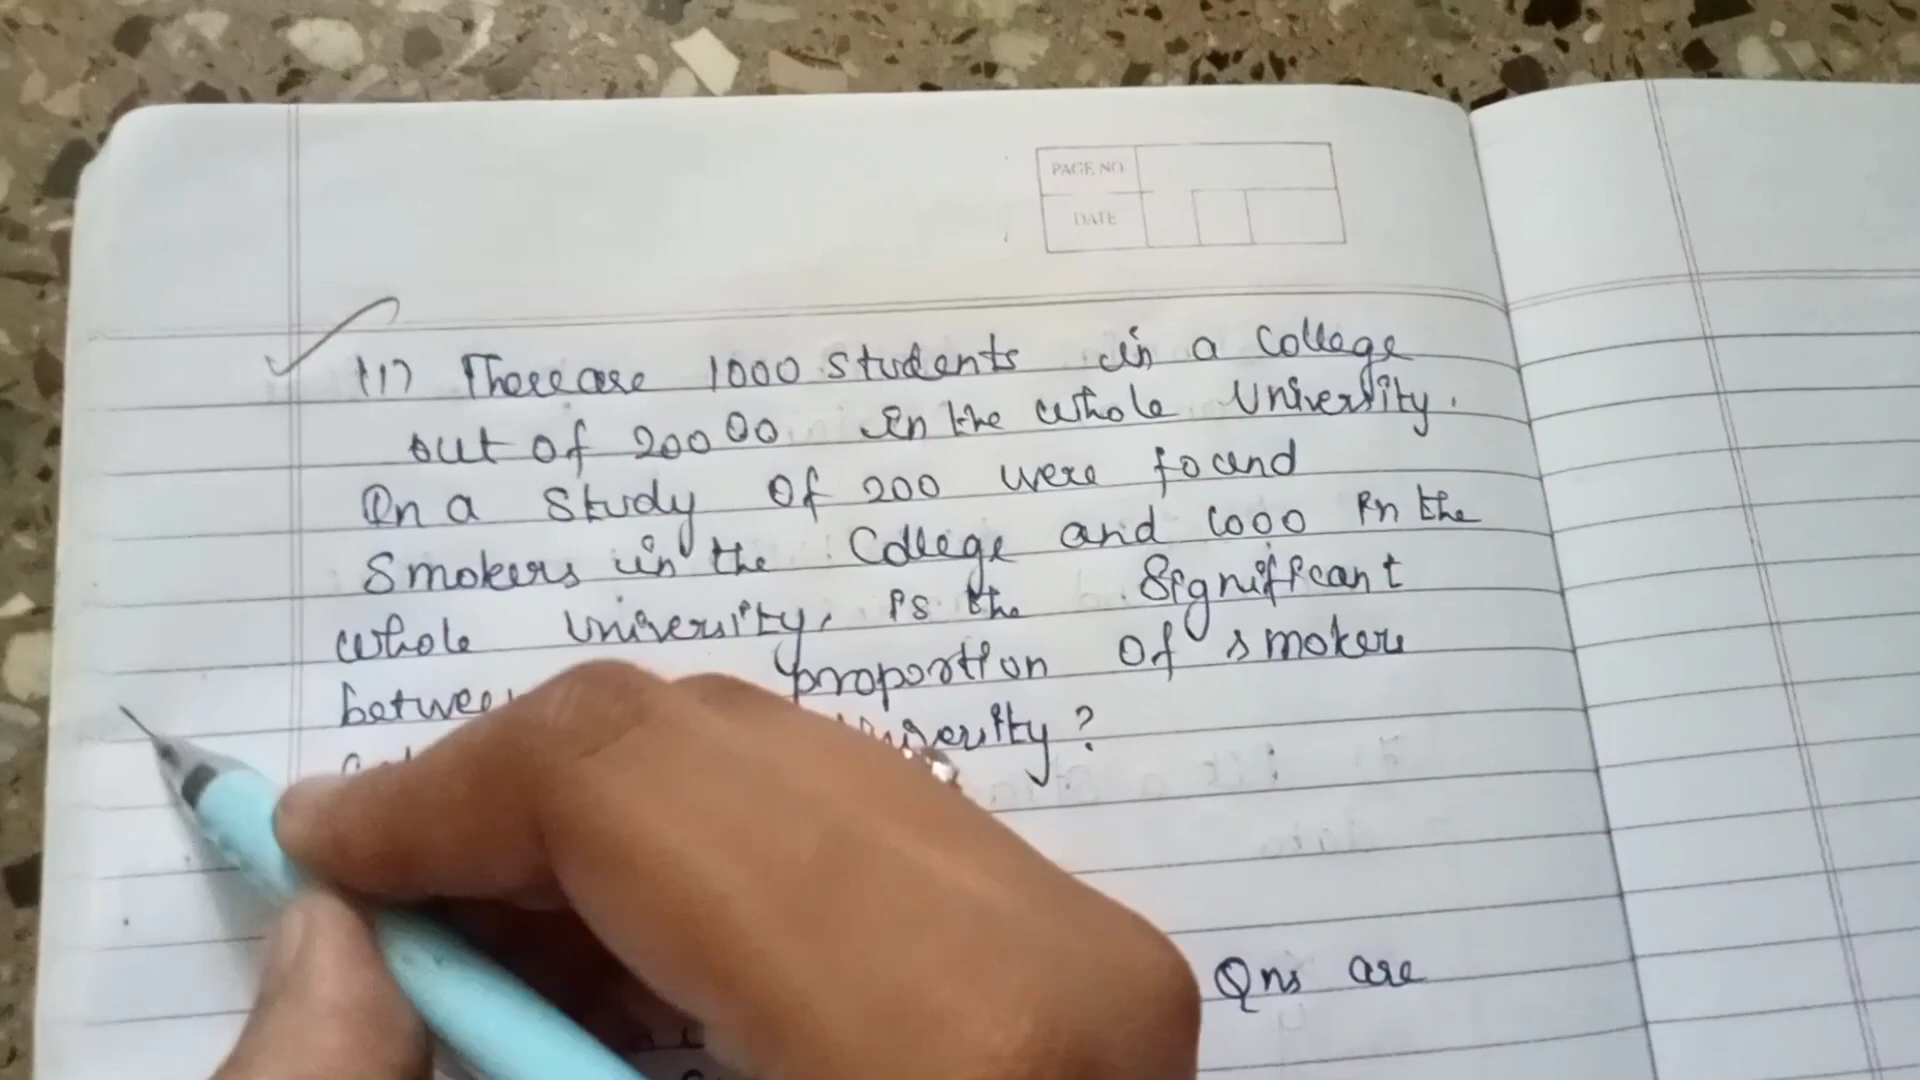 PAGE NO
DATE
(1) There are 1000 students in a college
out of 20000 in the whole University.
In a study of 200 were found
Smokers in the College and 1000 in the
whole University, is the Significant
between proportion of smokers
University?
Qns are